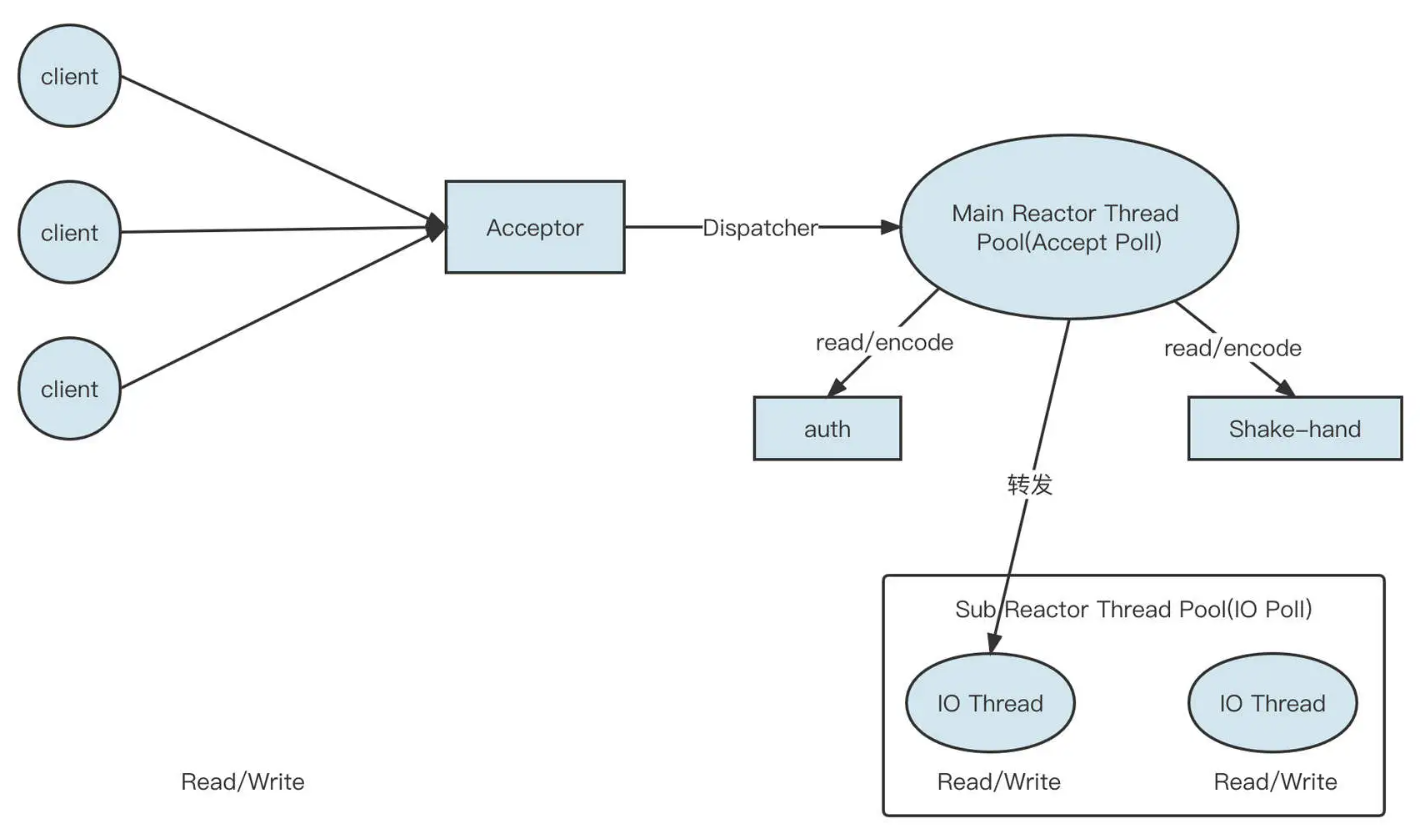 client
client
client
Acceptor
Dispatcher
Main Reactor Thread
Pool(Accept Poll)
read/encode
read/encode
auth
Shake-hand
转发
Sub Reactor Thread Pool(IO Poll)
IO Thread
IO Thread
Read/Write
Read/Write
Read/Write